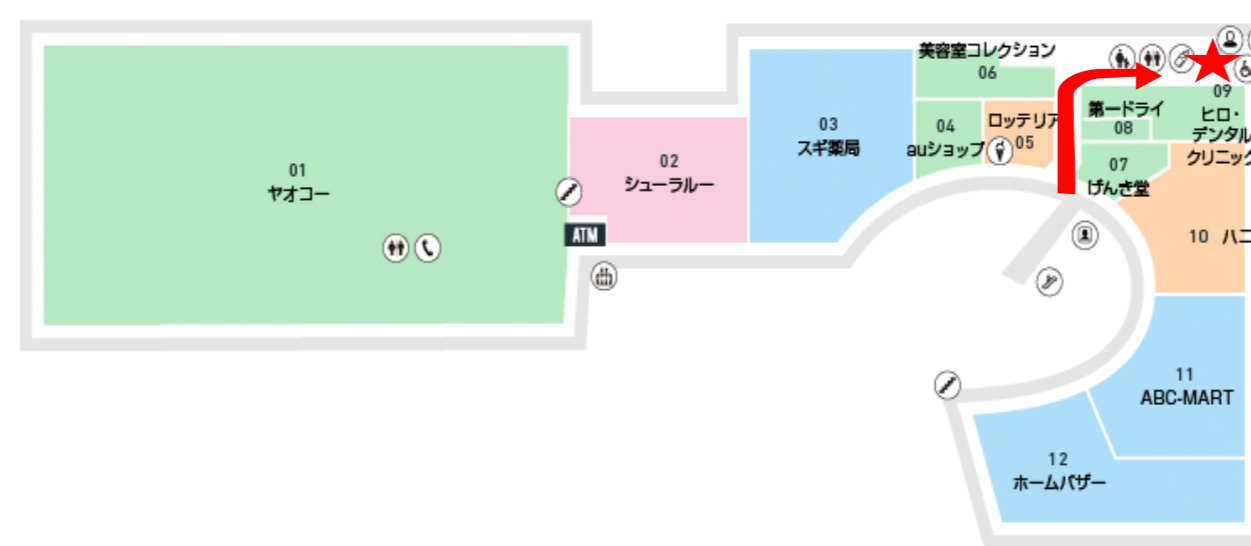 美容室コレクション
06
01
ヤオコー
02
シューラルー
ATM
03
スギ薬局
04
auショップ
ロッテリア
05
第一ドライ
08
07
げんき堂
09
ヒロ・
デンタル
クリニック
10 ハニ
11
ABC-MART
12
ホームバザー